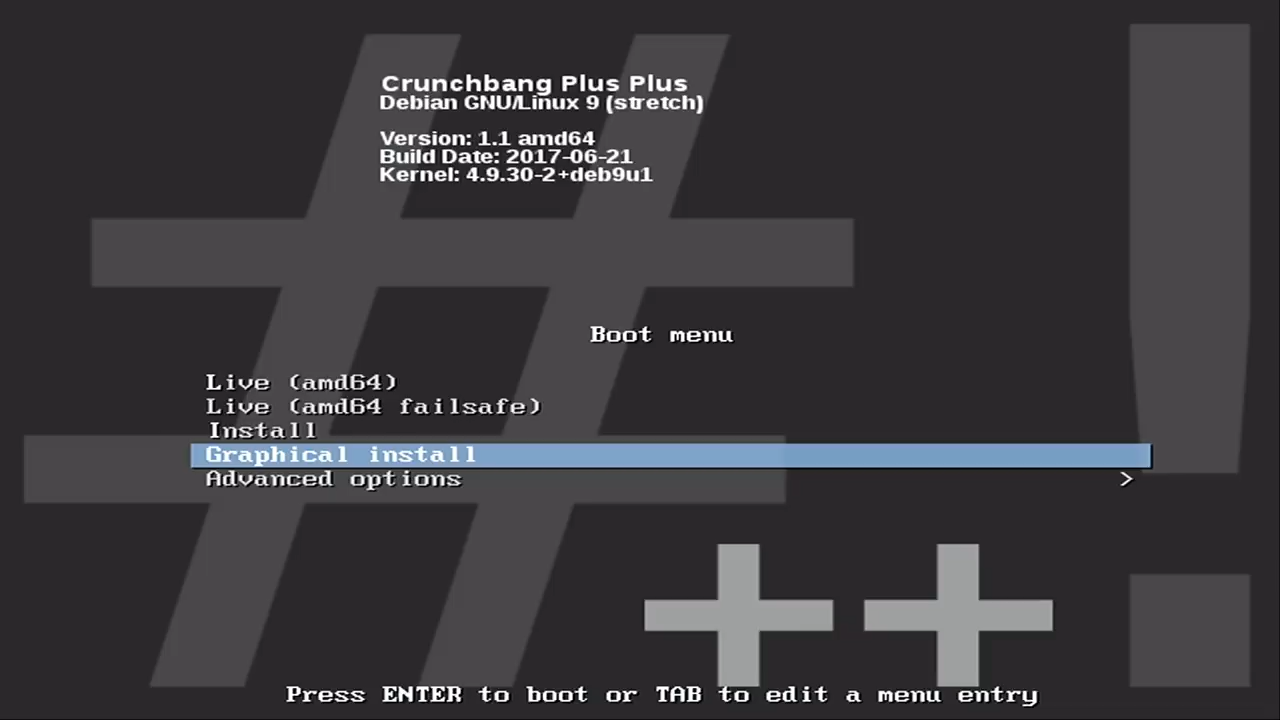 Crunchbang Plus Plus
Debian GNU/Linux 9 (stretch)
Version: 1.1 amd64
Build Date: 2017-06-21
Kernel: 4.9.30-2+deb9u1
Boot menu
Live (amd64)
Live (amd64 failsafe)
Install
Graphical install
Advanced options >
#!
++
Press ENTER to boot or TAB to edit a menu entry